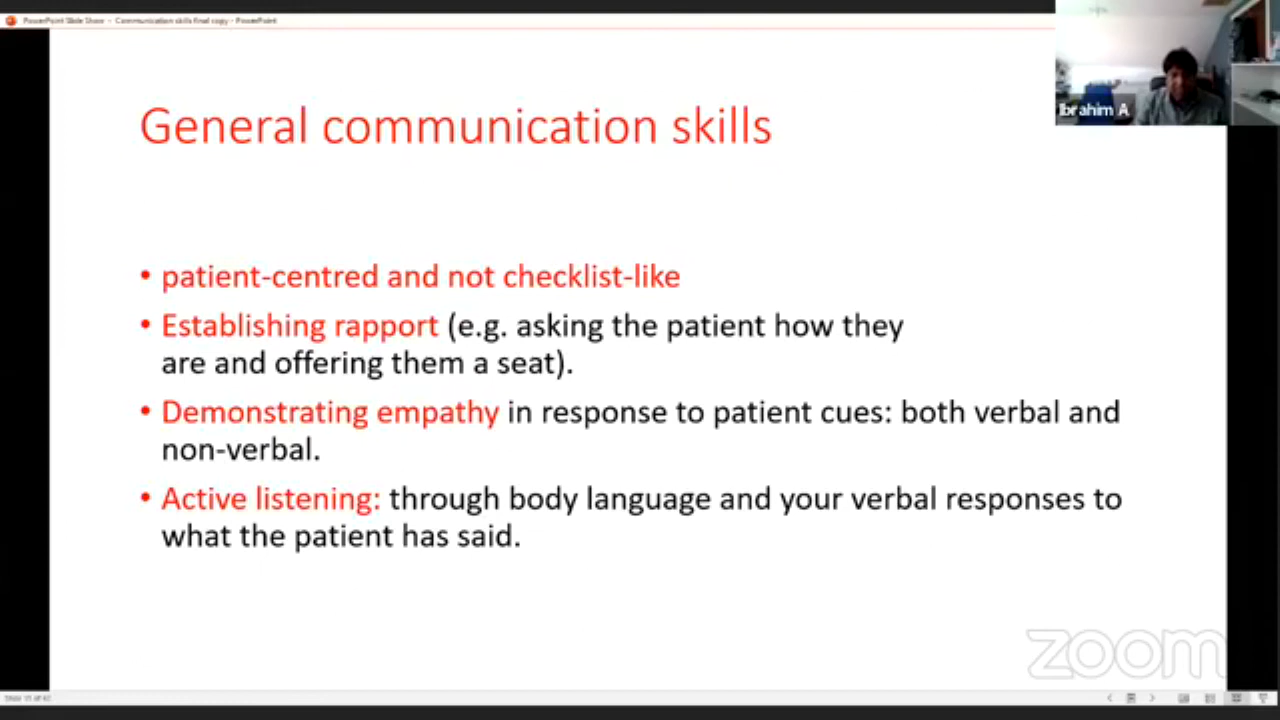 PowerPoint Slide Show - Communication skills final copy - PowerPoint
Ibrahim A
General communication skills
• patient-centred and not checklist-like
• Establishing rapport (e.g. asking the patient how they
are and offering them a seat).
• Demonstrating empathy in response to patient cues: both verbal and
non-verbal.
• Active listening: through body language and your verbal responses to
what the patient has said.
zoom